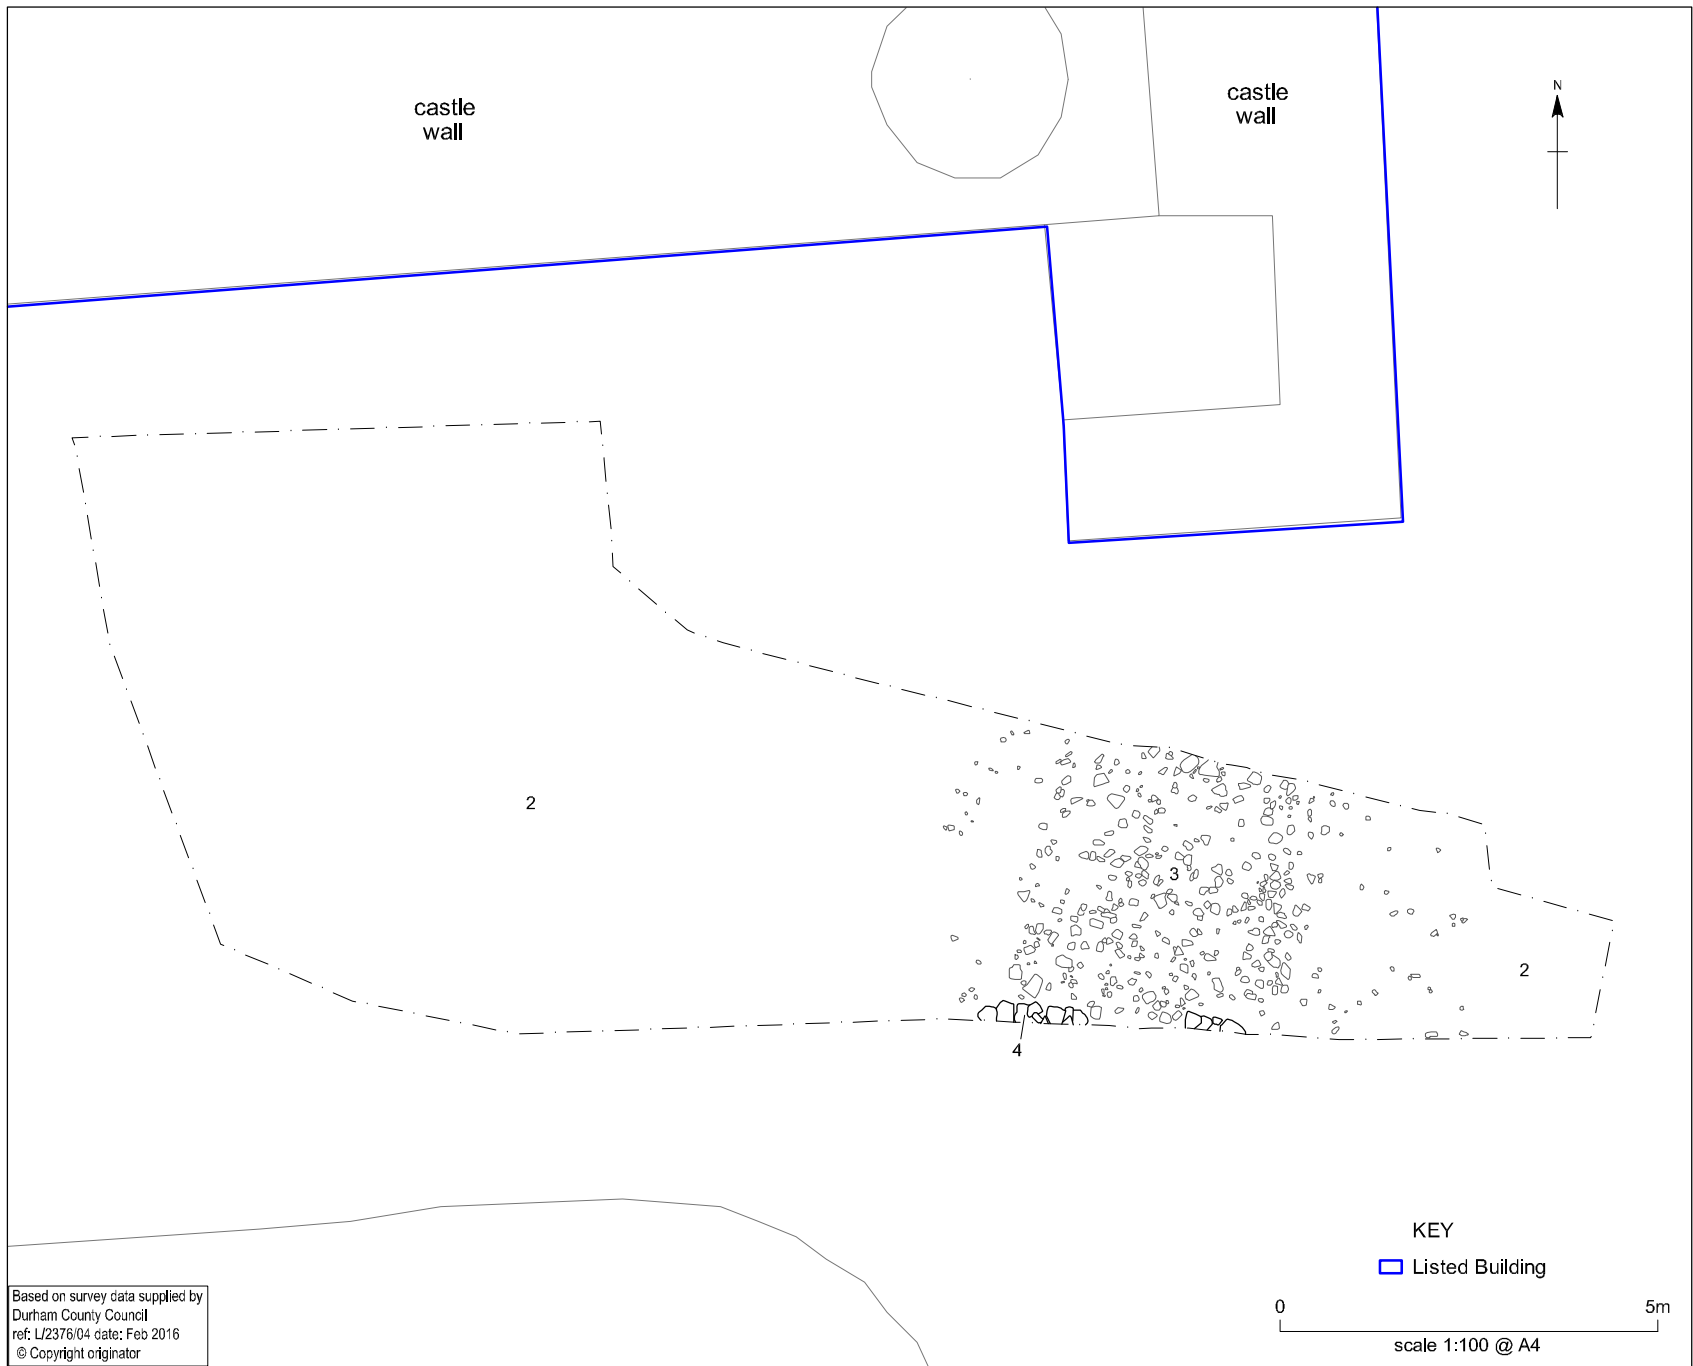 castle
wall
castle
wall
N
2
3
2
4
KEY
Listed Building
0 5m
scale 1:100 @ A4
Based on survey data supplied by
Durham County Council
ref: L/2376/04 date: Feb 2016
© Copyright originator